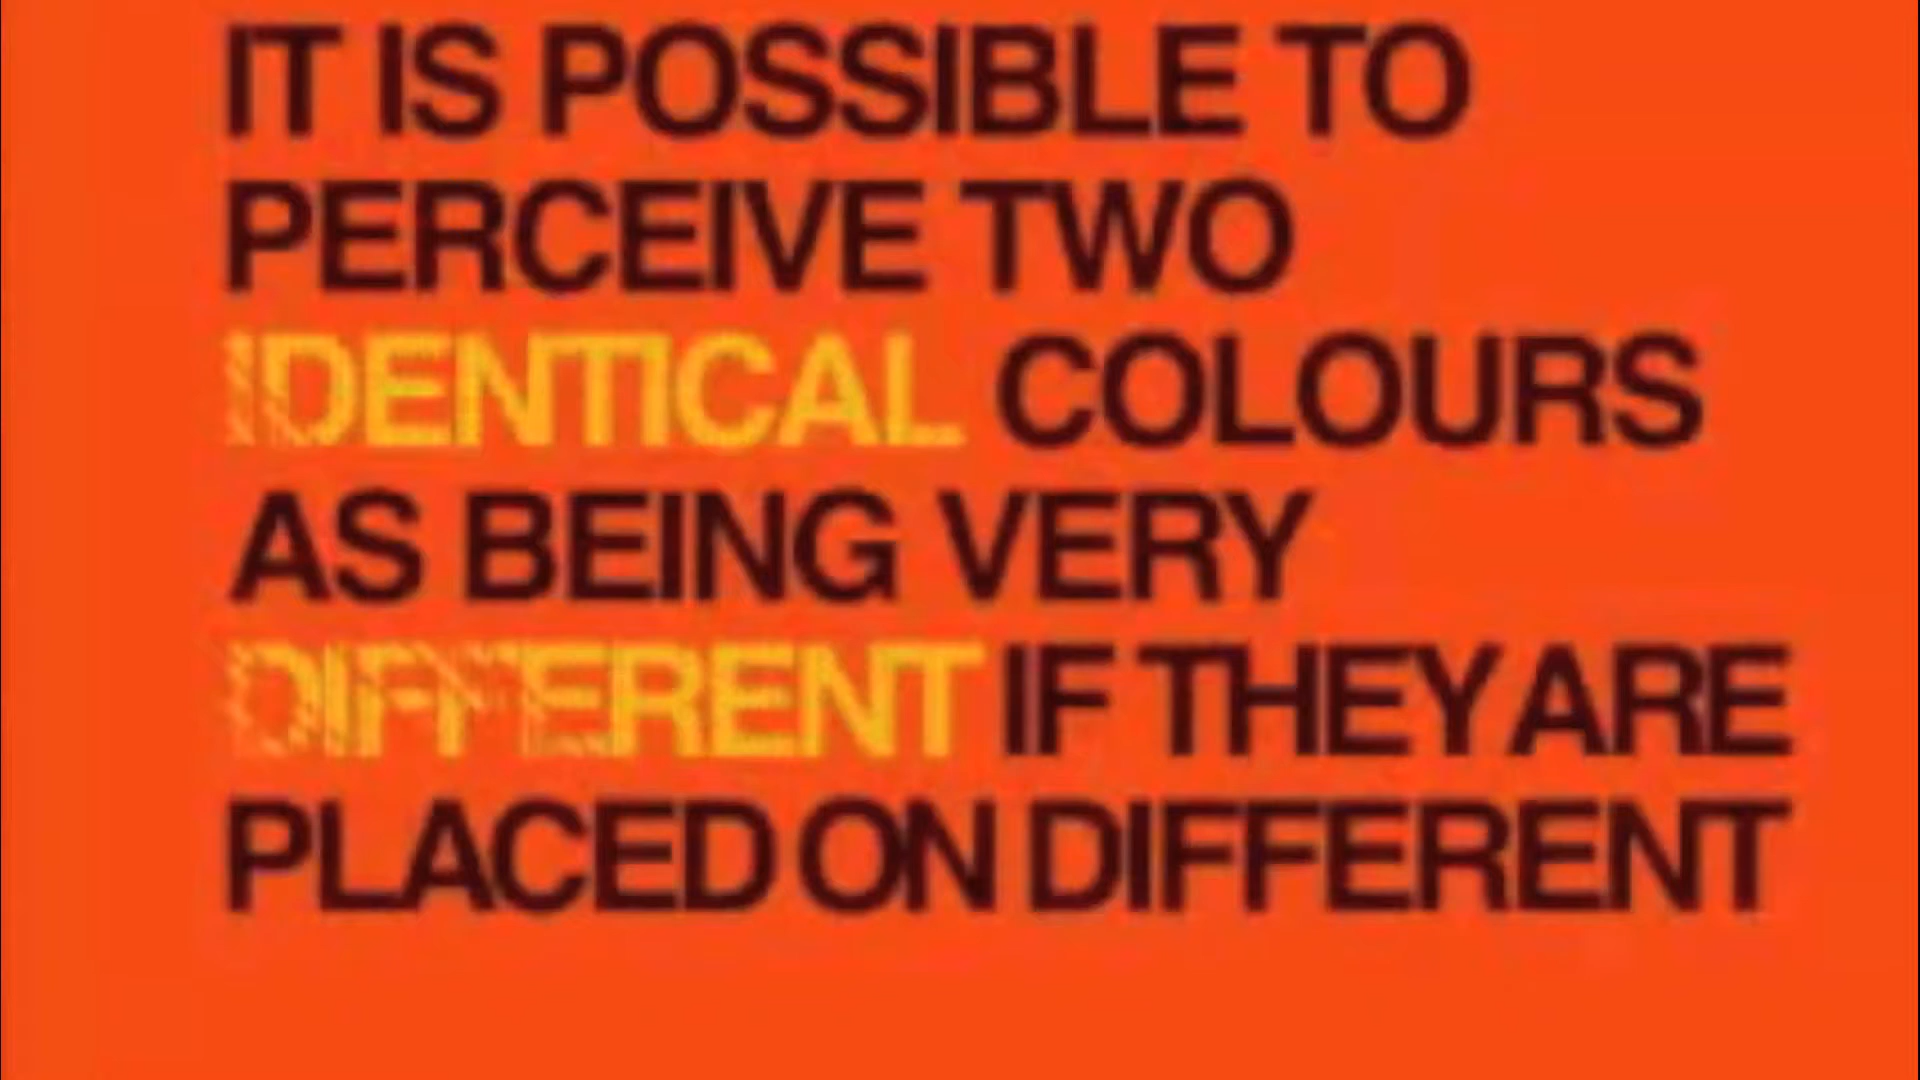 IT IS POSSIBLE TO
PERCEIVE TWO
IDENTICAL COLOURS
AS BEING VERY
DIFFERENT IF THEY ARE
PLACED ON DIFFERENT